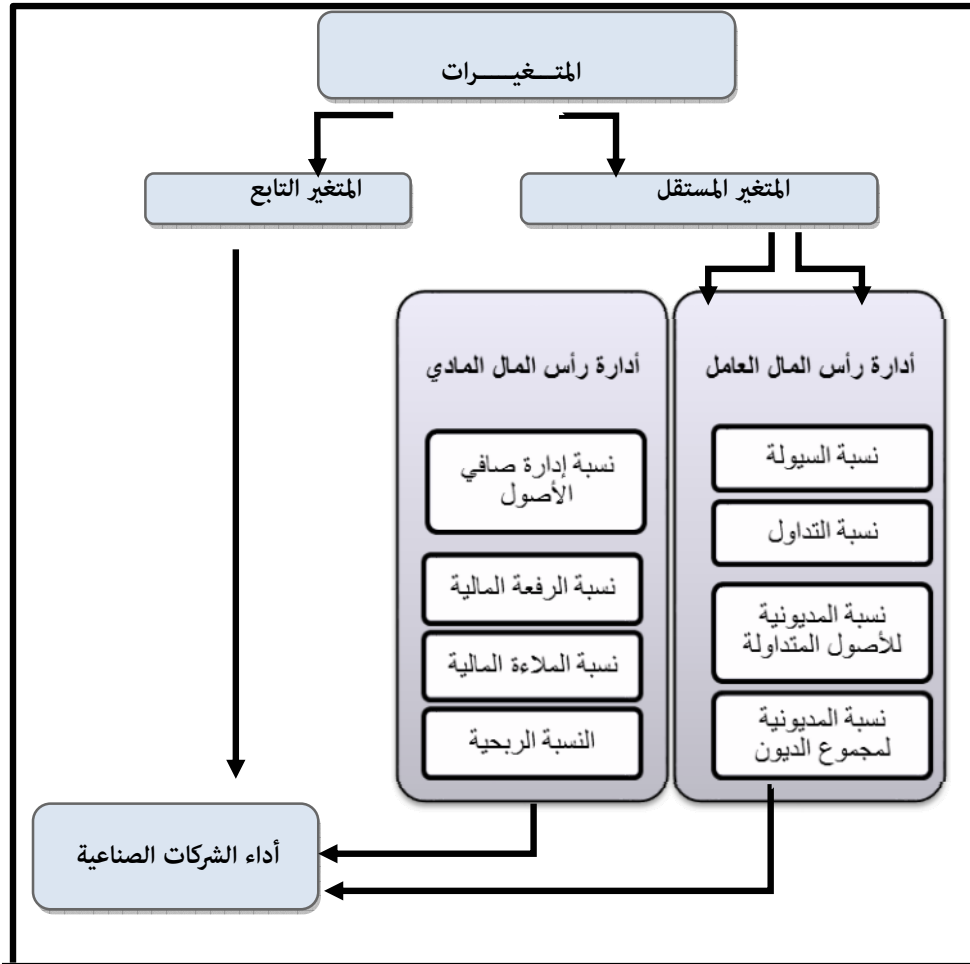 المتـــغيـــــرات
المتغير المستقل
المتغير التابع
أدارة رأس المال العامل
نسبة السيولة
نسبة التداول
نسبة المديونية
للأصول المتداولة
نسبة المديونية
لمجموع الديون
أدارة رأس المال المادي
نسبة إدارة صافي
الأصول
نسبة الرفعة المالية
نسبة الملاءة المالية
النسبة الربحية
أداء الشركات الصناعية